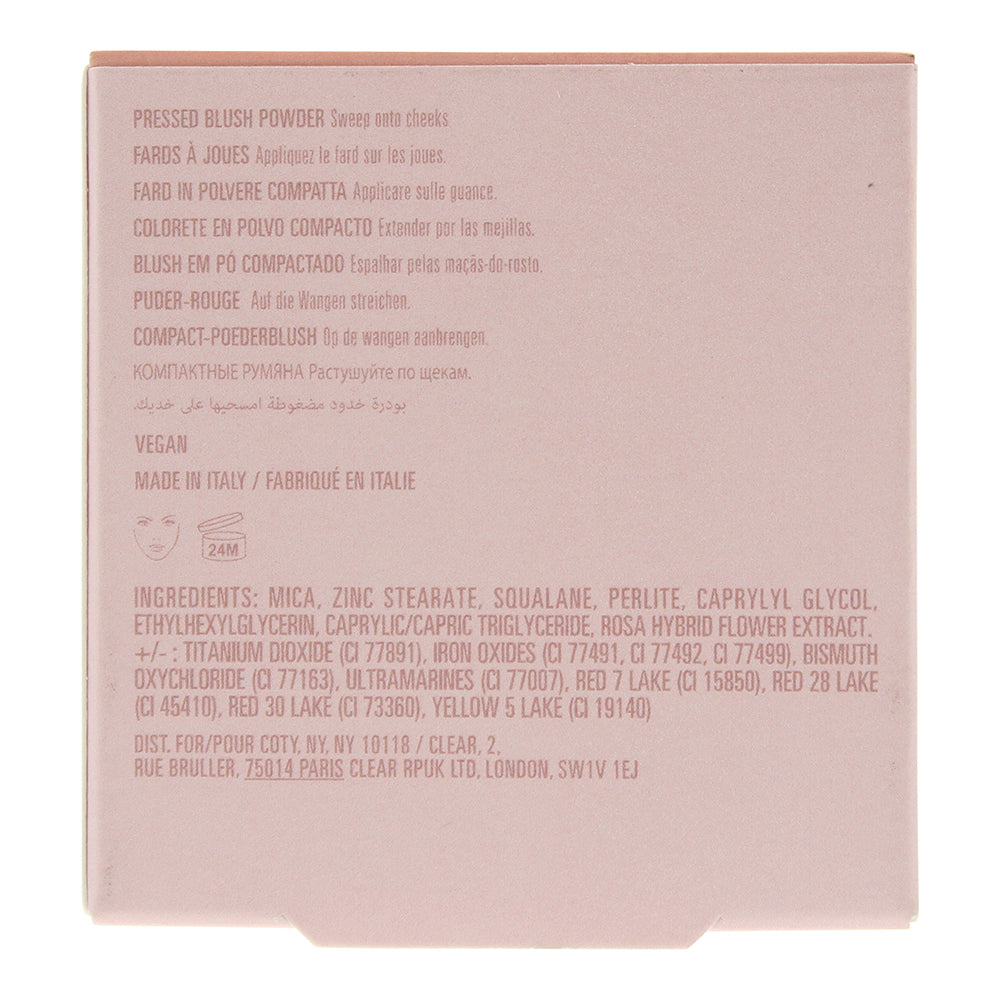 PRESSED BLUSH POWDER Sweep onto cheeks
FARDS À JOUES Appliquez le fard sur les joues.
FARD IN POLVERE COMPATTA Applicare sulle guance.
COLORETE EN POLVO COMPACTO Extender por las mejillas.
BLUSH EM PÓ COMPACTADO Espalhar pelas maçãs-do-rosto.
PUDER-ROUGE Auf die Wangen streichen.
COMPACT-POEDERBLUSH Op de wangen aanbrengen.
КОМПАКТНЫЕ РУМЯНА Растушуйте по щекам.
بودرة خدود مضغوطة امسحيها على خديك.
VEGAN
MADE IN ITALY / FABRIQUÉ EN ITALIE
24M
INGREDIENTS: MICA, ZINC STEARATE, SQUALANE, PERLITE, CAPRYLYL GLYCOL,
ETHYLHEXYLGLYCERIN, CAPRYLIC/CAPRIC TRIGLYCERIDE, ROSA HYBRID FLOWER EXTRACT.
+/- : TITANIUM DIOXIDE (CI 77891), IRON OXIDES (CI 77491, CI 77492, CI 77499), BISMUTH
OXYCHLORIDE (CI 77163), ULTRAMARINES (CI 77007), RED 7 LAKE (CI 15850), RED 28 LAKE
(CI 45410), RED 30 LAKE (CI 73360), YELLOW 5 LAKE (CI 19140)
DIST. FOR/POUR COTY, NY, NY 10118 / CLEAR, 2,
RUE BRULLER, 75014 PARIS CLEAR RPUK LTD, LONDON, SW1V 1EJ